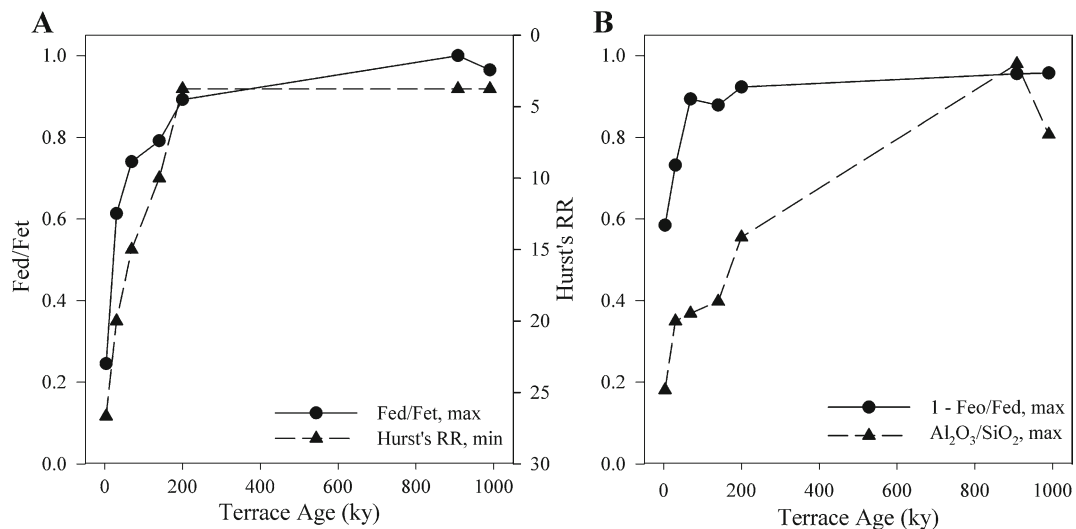 A
Fed/Fet
1.0
0.8
0.6
0.4
0.2
0.0
0
5
10
15
20
25
30
Hurst's RR
Fed/Fet, max
Hurst's RR, min
0 200 400 600 800 1000
Terrace Age (ky)
B
1.0
0.8
0.6
0.4
0.2
0.0
1 - Feo/Fed, max
Al₂O₃/SiO₂, max
0 200 400 600 800 1000
Terrace Age (ky)